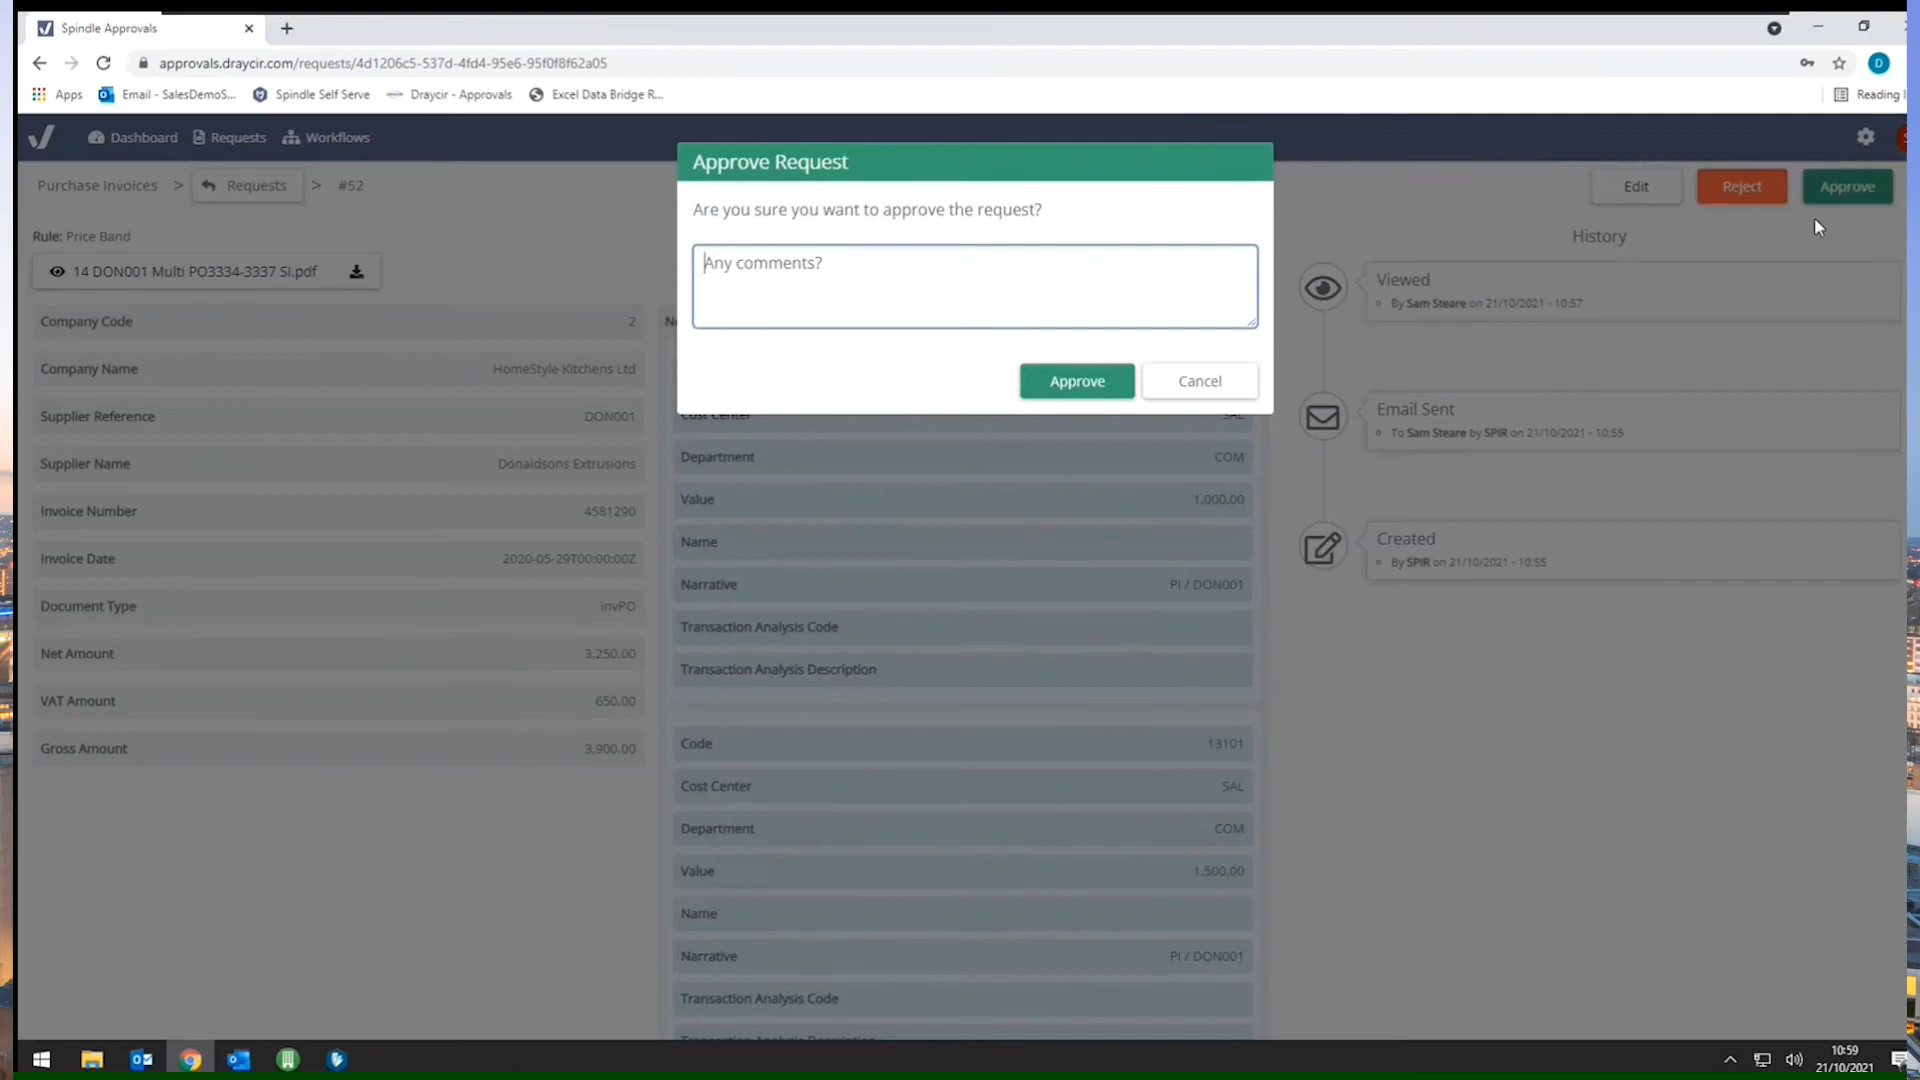 Spindle Approvals
approvals.draycir.com/requests/4d1206c5-537d-4fd4-95e6-95f0f8f62a05
Apps Email - SalesDemoS... Spindle Self Serve Draycir - Approvals Excel Data Bridge R... Reading
Dashboard Requests Workflows
Purchase Invoices > Requests > #52
Edit Reject Approve
Approve Request
Are you sure you want to approve the request?
Any comments?
Approve Cancel
Rule: Price Band
14 DON001 Multi PO3334-3337 SI.pdf
Company Code 2
Company Name HomeStyle Kitchens Ltd
Supplier Reference DON001
Supplier Name Donaldsons Extrusions
Invoice Number 4581290
Invoice Date 2020-05-29T00:00:00Z
Document Type invPO
Net Amount 3,250.00
VAT Amount 650.00
Gross Amount 3,900.00
Cost Center SAL
Department COM
Value 1,000.00
Name
Narrative PI / DON001
Transaction Analysis Code
Transaction Analysis Description
Code 13101
Cost Center SAL
Department COM
Value 1,500.00
Name
Narrative PI / DON001
Transaction Analysis Code
Transaction Analysis Description
History
Viewed
By Sam Steare on 21/10/2021 - 10:57
Email Sent
To Sam Steare by SPIR on 21/10/2021 - 10:55
Created
By SPIR on 21/10/2021 - 10:55
10:59
21/10/2021